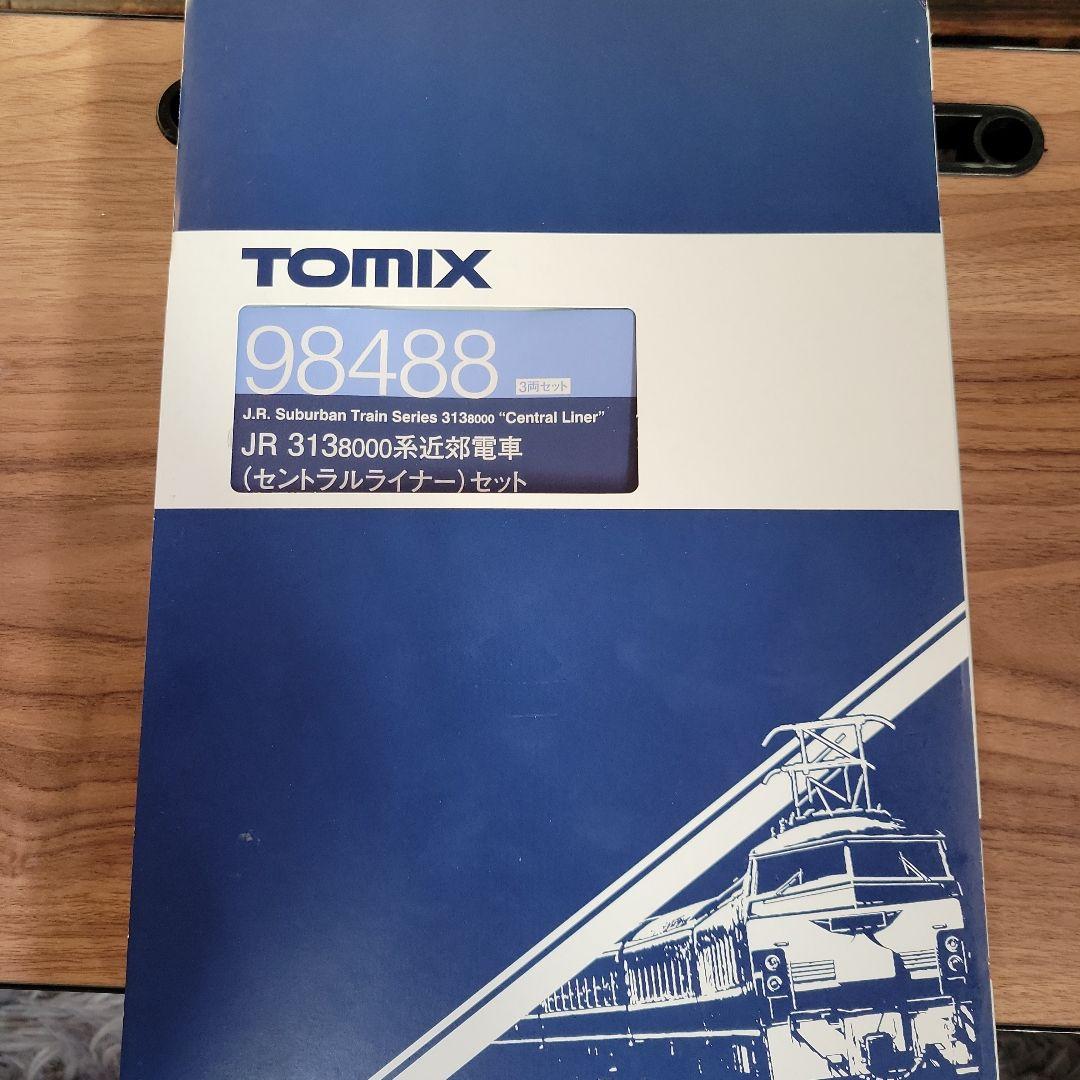 TOMIX
98488 3両セット
J.R. Suburban Train Series 3138000 “Central Liner”
JR 3138000系近郊電車
（セントラルライナー）セット